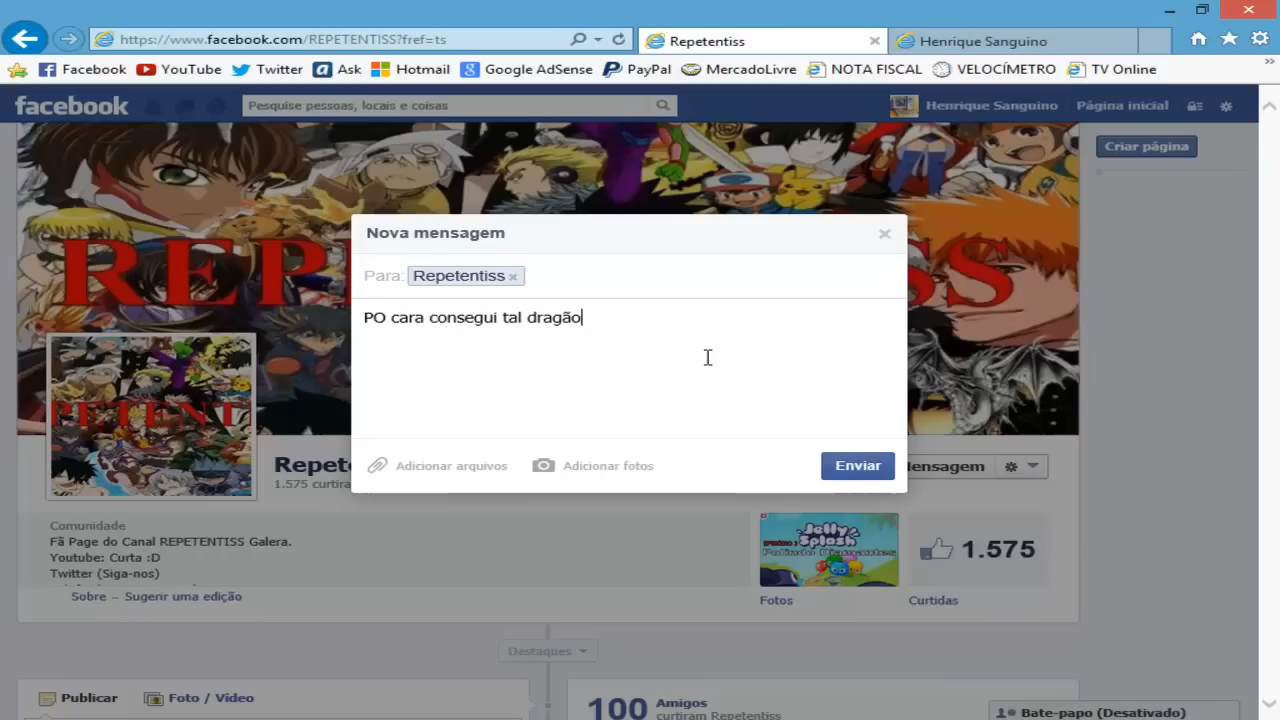 https://www.facebook.com/REPETENTISS?fref=ts
Repetentiss
Henrique Sanguino
Facebook
YouTube
Twitter
Ask
Hotmail
Google AdSense
PayPal
MercadoLivre
NOTA FISCAL
VELOCÍMETRO
TV Online
facebook
Pesquise pessoas, locais e coisas
Henrique Sanguino
Página inicial
Criar página
Nova mensagem
Para: Repetentiss
PO cara consegui tal dragão
Adicionar arquivos
Adicionar fotos
Enviar
1.575
Comunidade
Fã Page do Canal REPETENTISS Galera.
Youtube: Curta :D
Twitter (Siga-nos)
Sobre – Sugerir uma edição
Jelly Splash
1.575
Fotos
Curtidas
Destaques
Publicar
Foto / Vídeo
100 Amigos
curtiram Repetentiss
Bate-papo (Desativado)